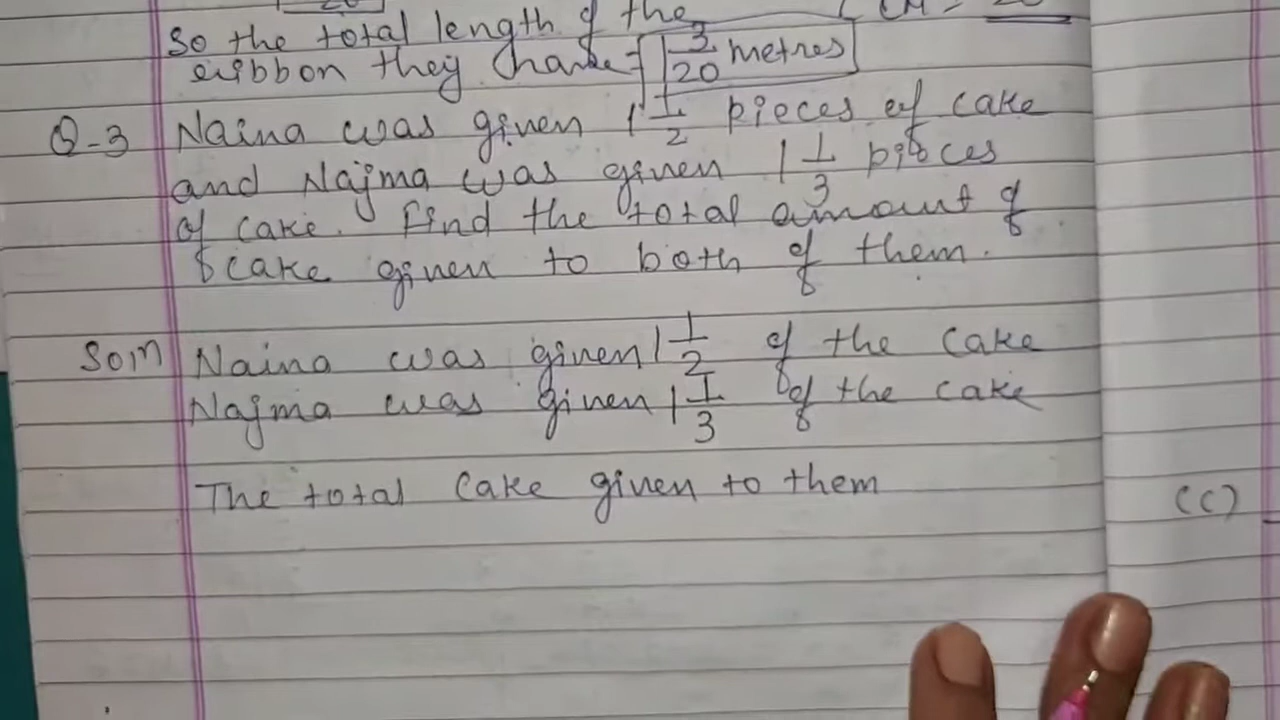 So the total length of the
ribbon they have = 1 3/20 metres
Q-3 Naina was given 1 1/2 pieces of cake
and Najma was given 1 1/3 pieces
of cake. Find the total amount of
cake given to both of them.
Soln Naina was given 1 1/2 of the cake
Najma was given 1 1/3 of the cake
The total cake given to them
(C)